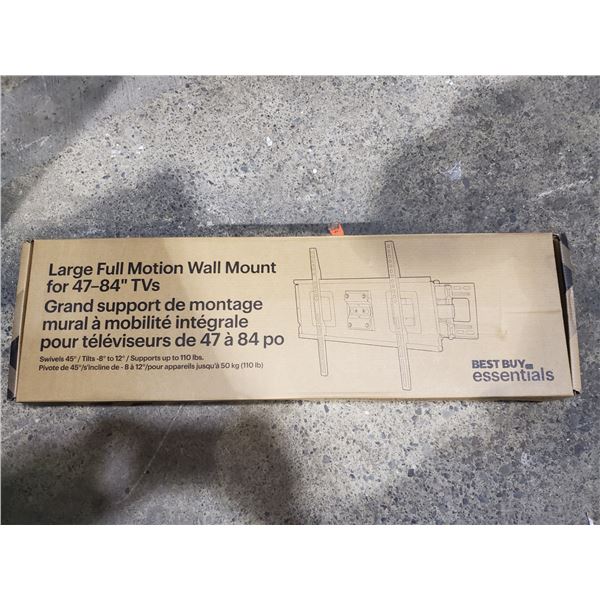 Large Full Motion Wall Mount
for 47–84" TVs
Grand support de montage
mural à mobilité intégrale
pour téléviseurs de 47 à 84 po
Swivels 45° / Tilts -8° to 12° / Supports up to 110 lbs.
Pivote de 45°/s'incline de - 8 à 12°/pour appareils jusqu'à 50 kg (110 lb)
BEST BUY
essentials